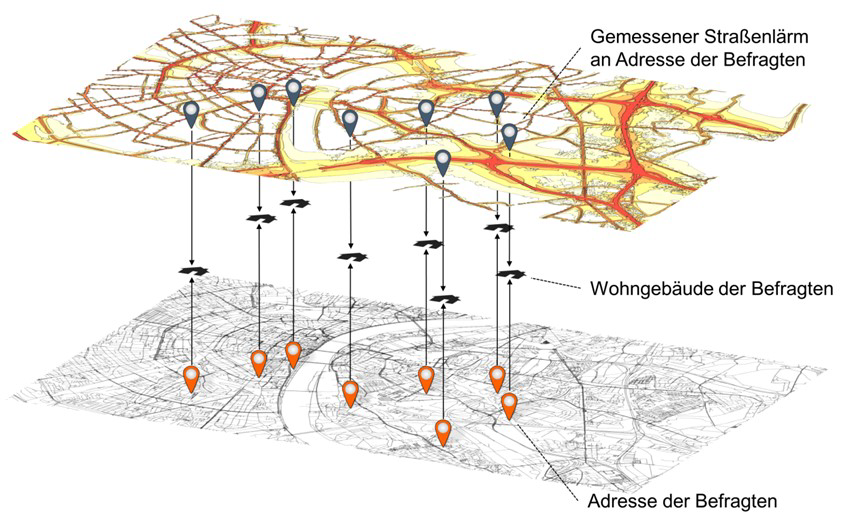 Gemessener Straßenlärm
an Adresse der Befragten
Wohngebäude der Befragten
Adresse der Befragten